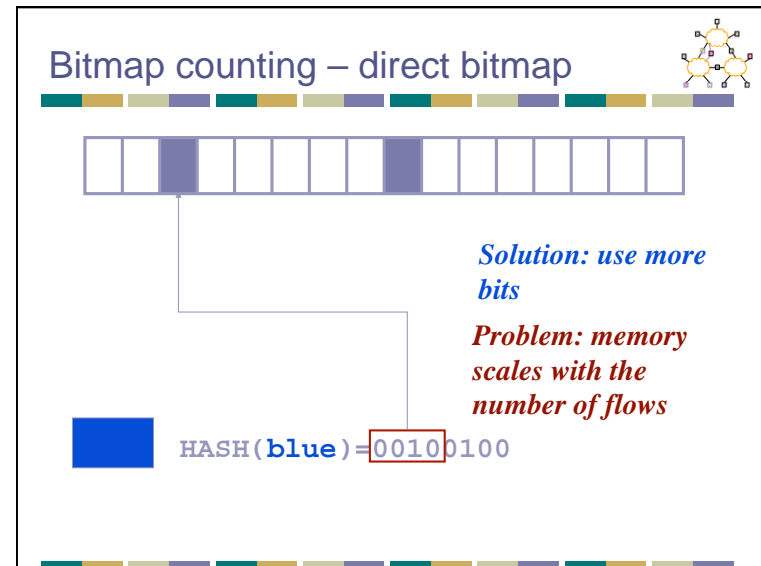 Bitmap counting – direct bitmap
Solution: use more
bits
Problem: memory
scales with the
number of flows
HASH(blue)=00100100